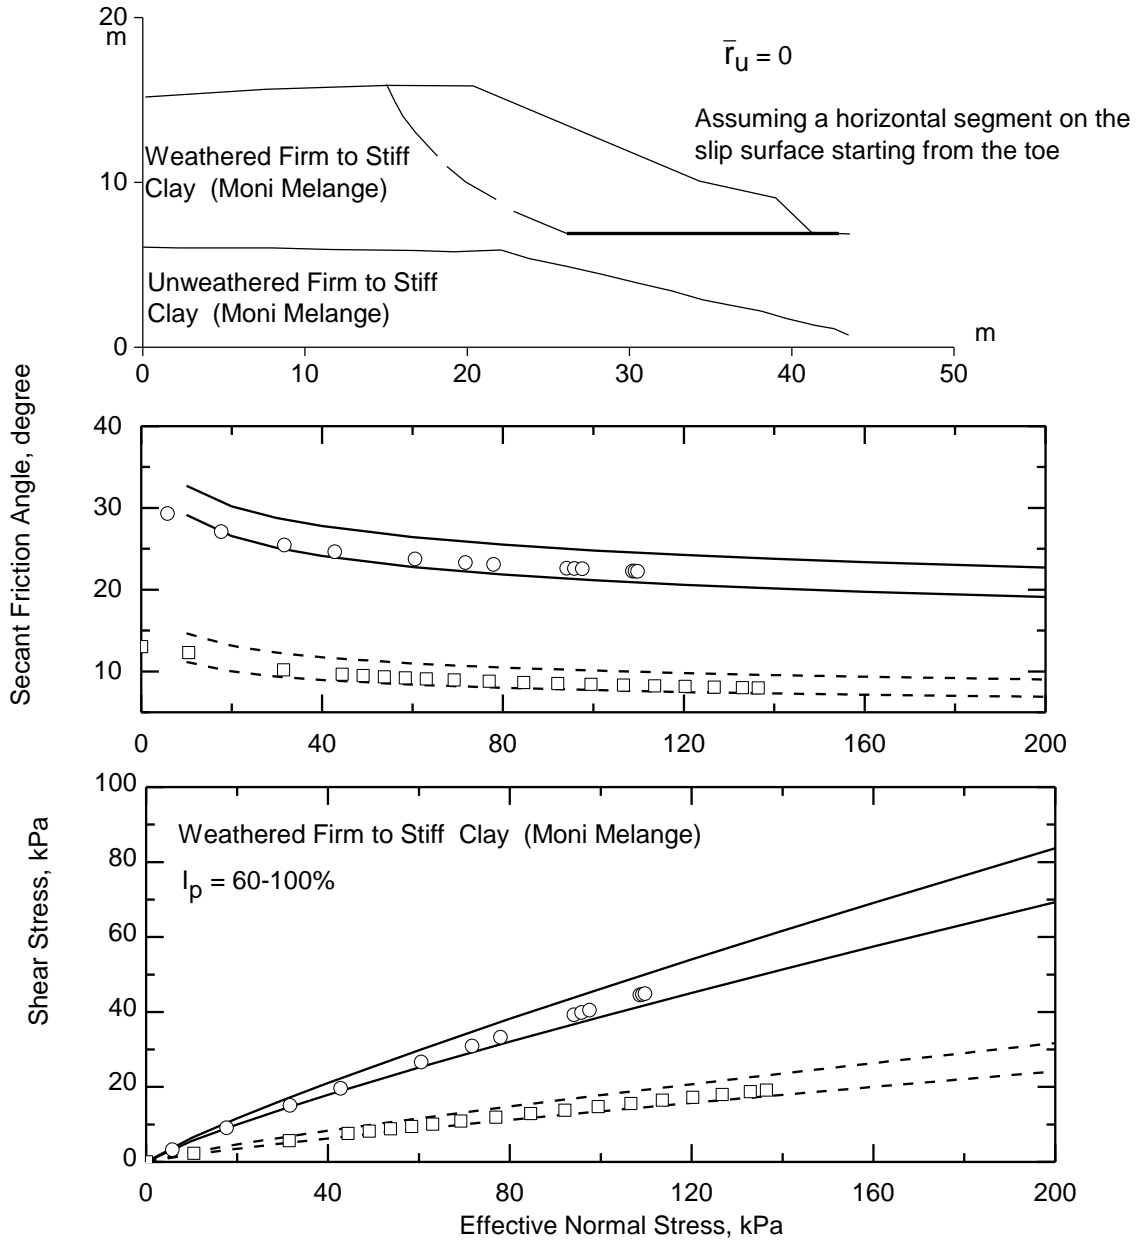 20
m
r̅u = 0
Assuming a horizontal segment on the
slip surface starting from the toe
Weathered Firm to Stiff
Clay (Moni Melange)
10
Unweathered Firm to Stiff
Clay (Moni Melange)
m
0
0 10 20 30 40 50
Secant Friction Angle, degree
40
30
20
10
0 40 80 120 160 200
Shear Stress, kPa
100
Weathered Firm to Stiff Clay (Moni Melange)
Ip = 60-100%
80
60
40
20
0
0 40 80 120 160 200
Effective Normal Stress, kPa